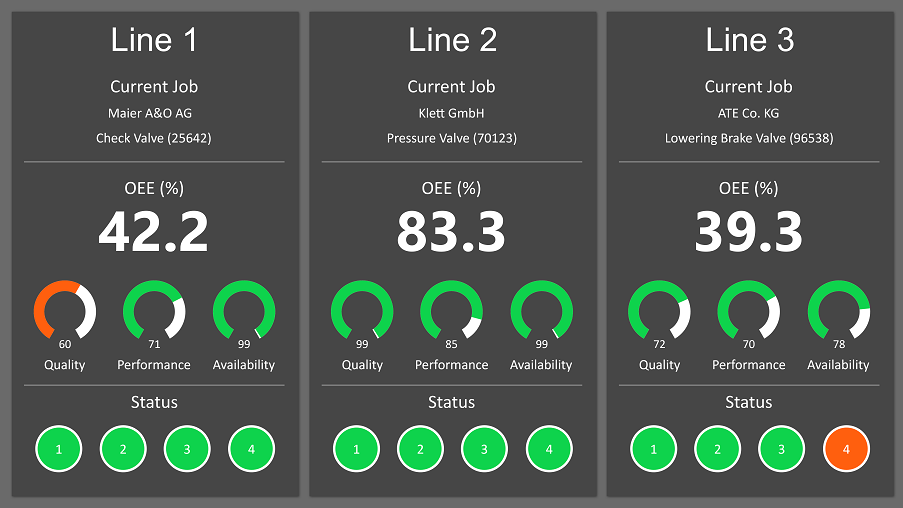 Line 1
Current Job
Maier A&O AG
Check Valve (25642)
OEE (%)
42.2
60 71 99
Quality Performance Availability
Status
1 2 3 4
Line 2
Current Job
Klett GmbH
Pressure Valve (70123)
OEE (%)
83.3
99 85 99
Quality Performance Availability
Status
1 2 3 4
Line 3
Current Job
ATE Co. KG
Lowering Brake Valve (96538)
OEE (%)
39.3
72 70 78
Quality Performance Availability
Status
1 2 3 4